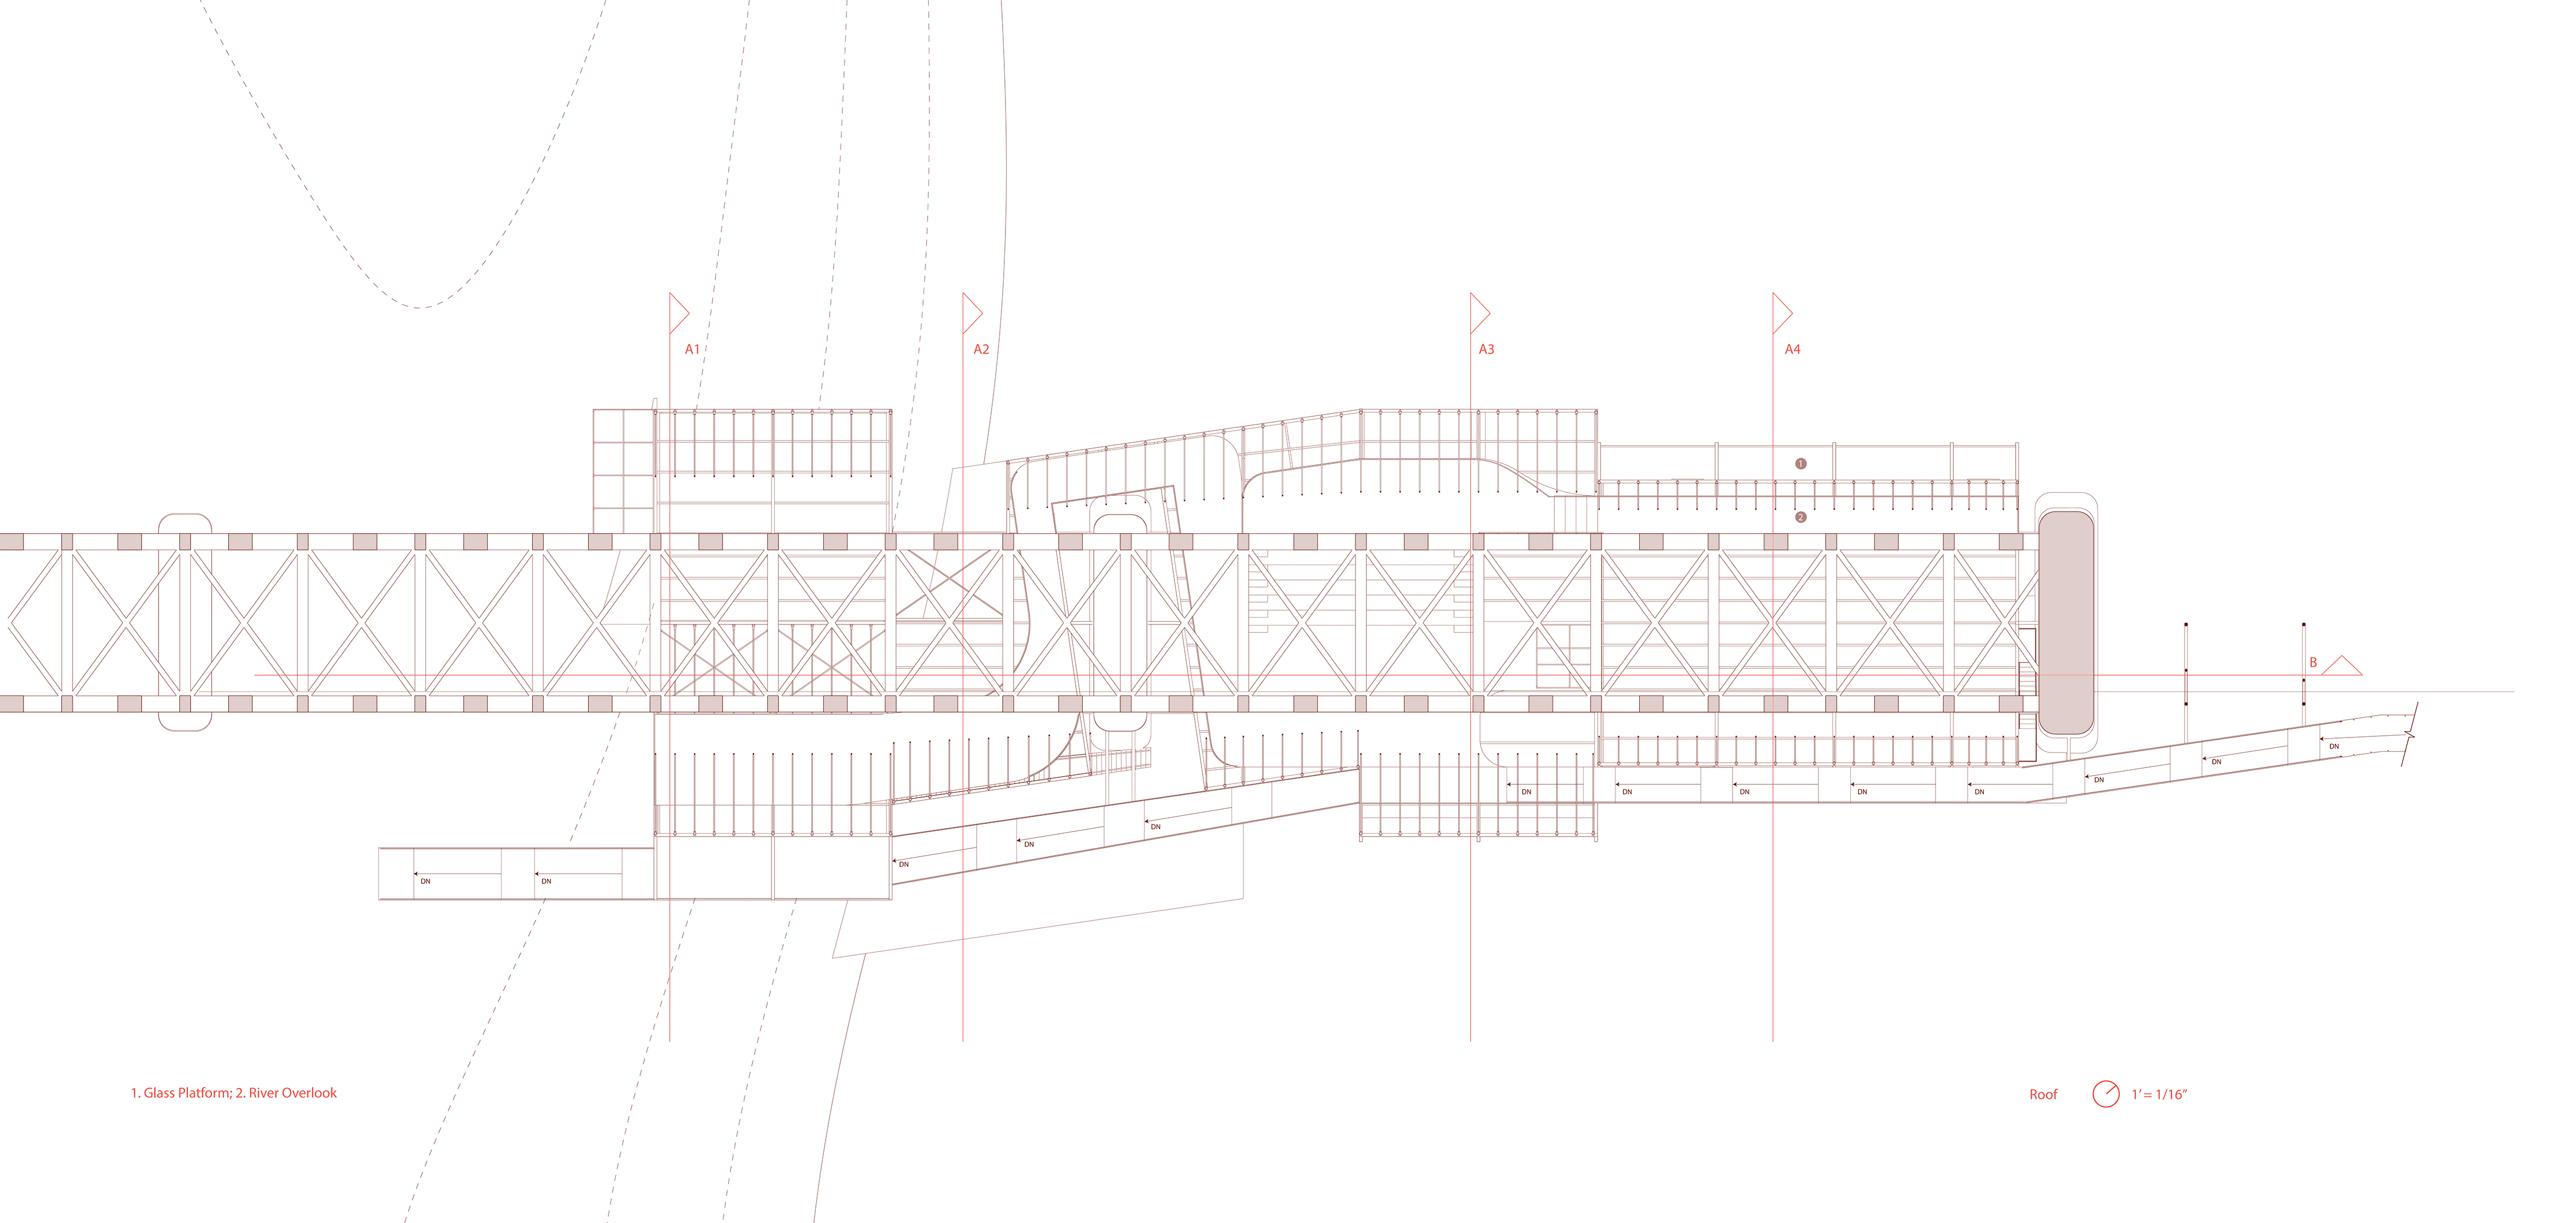 A1
A2
A3
A4
1
2
B
DN
DN
DN
DN
DN
DN
DN
DN
DN
DN
DN
DN
DN
DN
1. Glass Platform; 2. River Overlook
Roof 1’ = 1/16”